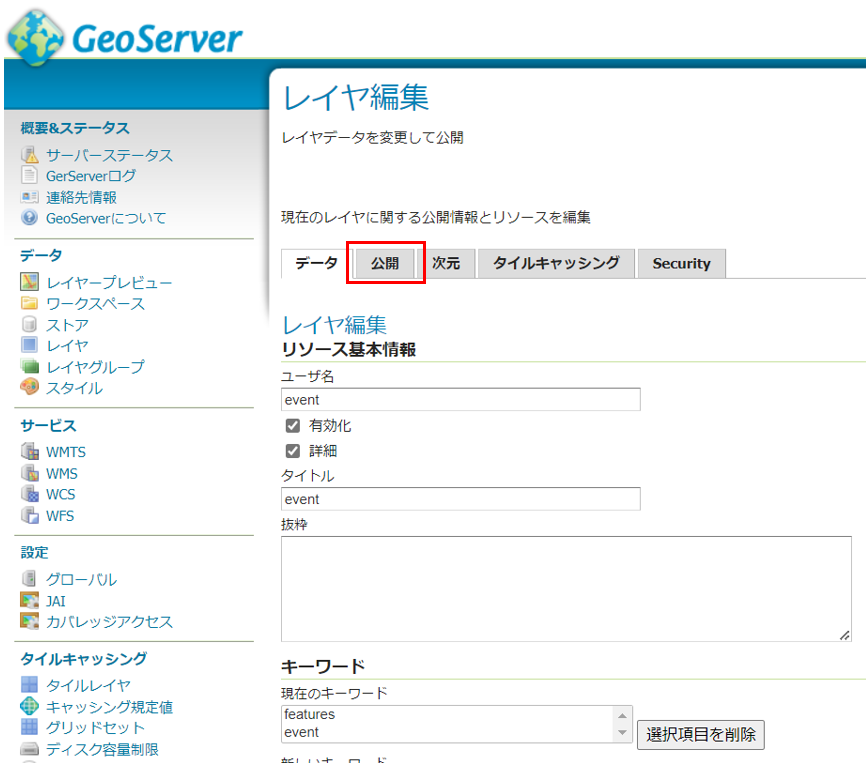 GeoServer
概要&ステータス
サーバーステータス
GerServerログ
連絡先情報
GeoServerについて
データ
レイヤープレビュー
ワークスペース
ストア
レイヤ
レイヤグループ
スタイル
サービス
WMTS
WMS
WCS
WFS
設定
グローバル
JAI
カバレッジアクセス
タイルキャッシング
タイルレイヤ
キャッシング規定値
グリッドセット
ディスク容量制限
レイヤ編集
レイヤデータを変更して公開
現在のレイヤに関する公開情報とリソースを編集
データ 公開 次元 タイルキャッシング Security
レイヤ編集
リソース基本情報
ユーザ名
event
有効化
詳細
タイトル
event
抜粋
キーワード
現在のキーワード
features
event
選択項目を削除
新しいキーワード